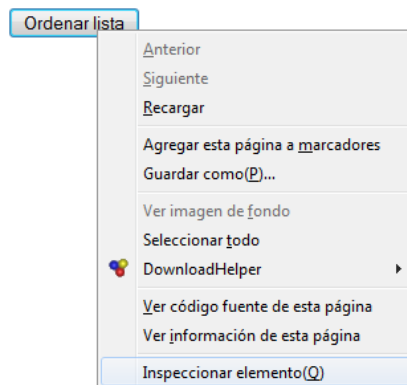 Ordenar lista
Anterior
Siguiente
Recargar
Agregar esta página a marcadores
Guardar como(P)...
Ver imagen de fondo
Seleccionar todo
DownloadHelper
Ver código fuente de esta página
Ver información de esta página
Inspeccionar elemento(Q)